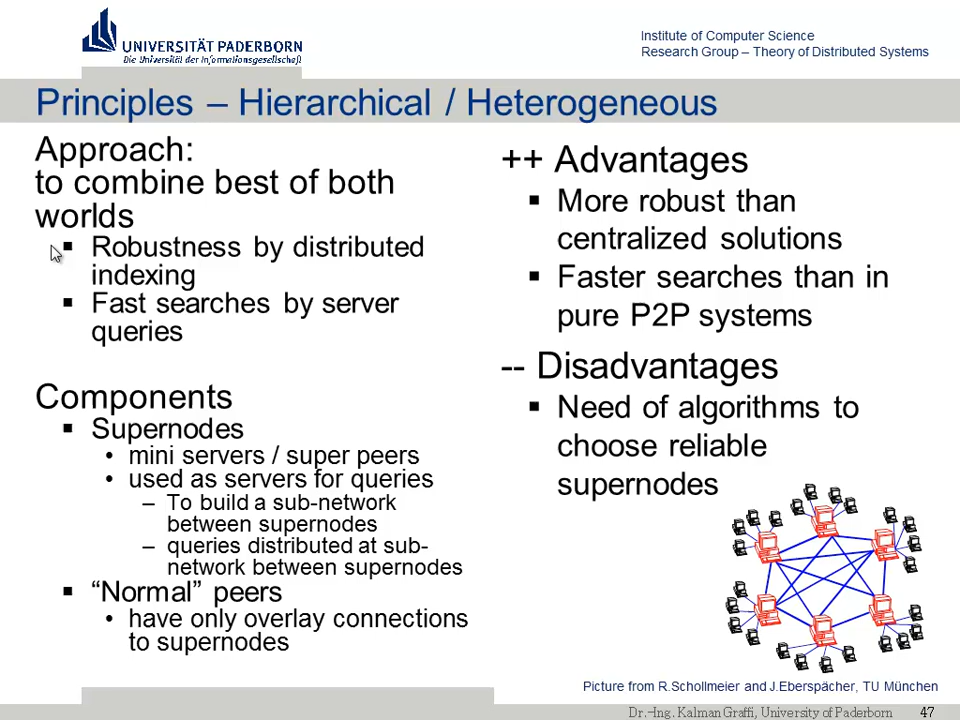 UNIVERSITÄT PADERBORN
Die Universität der Informationsgesellschaft
Institute of Computer Science
Research Group – Theory of Distributed Systems
Principles – Hierarchical / Heterogeneous
Approach:
to combine best of both
worlds
▪ Robustness by distributed
indexing
▪ Fast searches by server
queries
Components
▪ Supernodes
• mini servers / super peers
• used as servers for queries
– To build a sub-network
between supernodes
– queries distributed at sub-
network between supernodes
▪ “Normal” peers
• have only overlay connections
to supernodes
++ Advantages
▪ More robust than
centralized solutions
▪ Faster searches than in
pure P2P systems
-- Disadvantages
▪ Need of algorithms to
choose reliable
supernodes
Picture from R.Schollmeier and J.Eberspächer, TU München
Dr.-Ing. Kalman Graffi, University of Paderborn 47